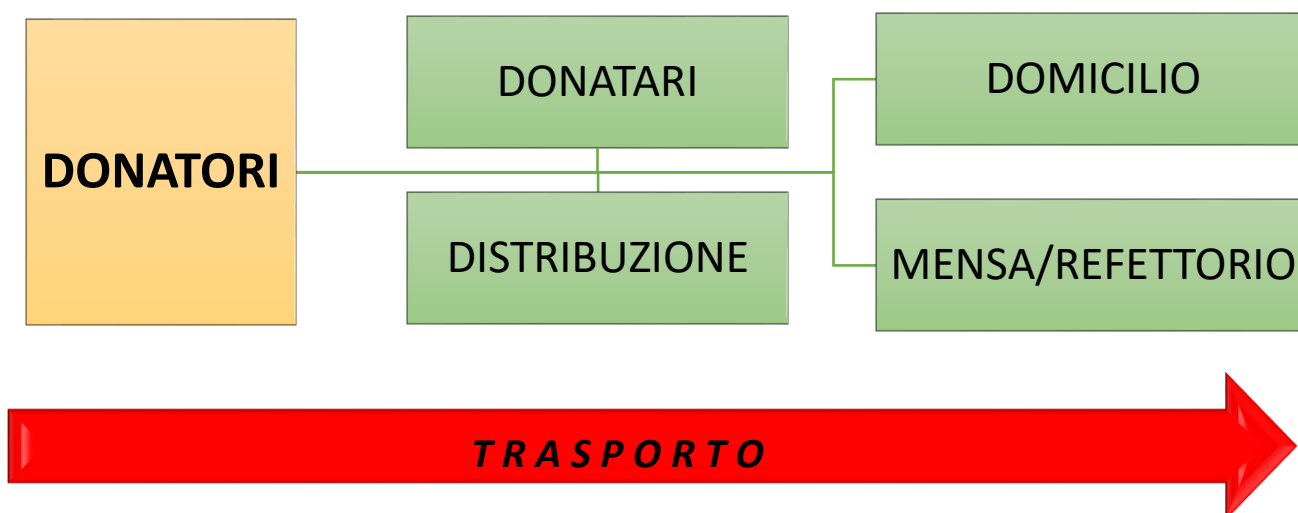 DONATORI
DONATARI
DISTRIBUZIONE
DOMICILIO
MENSA/REFETTORIO
TRASPORTO